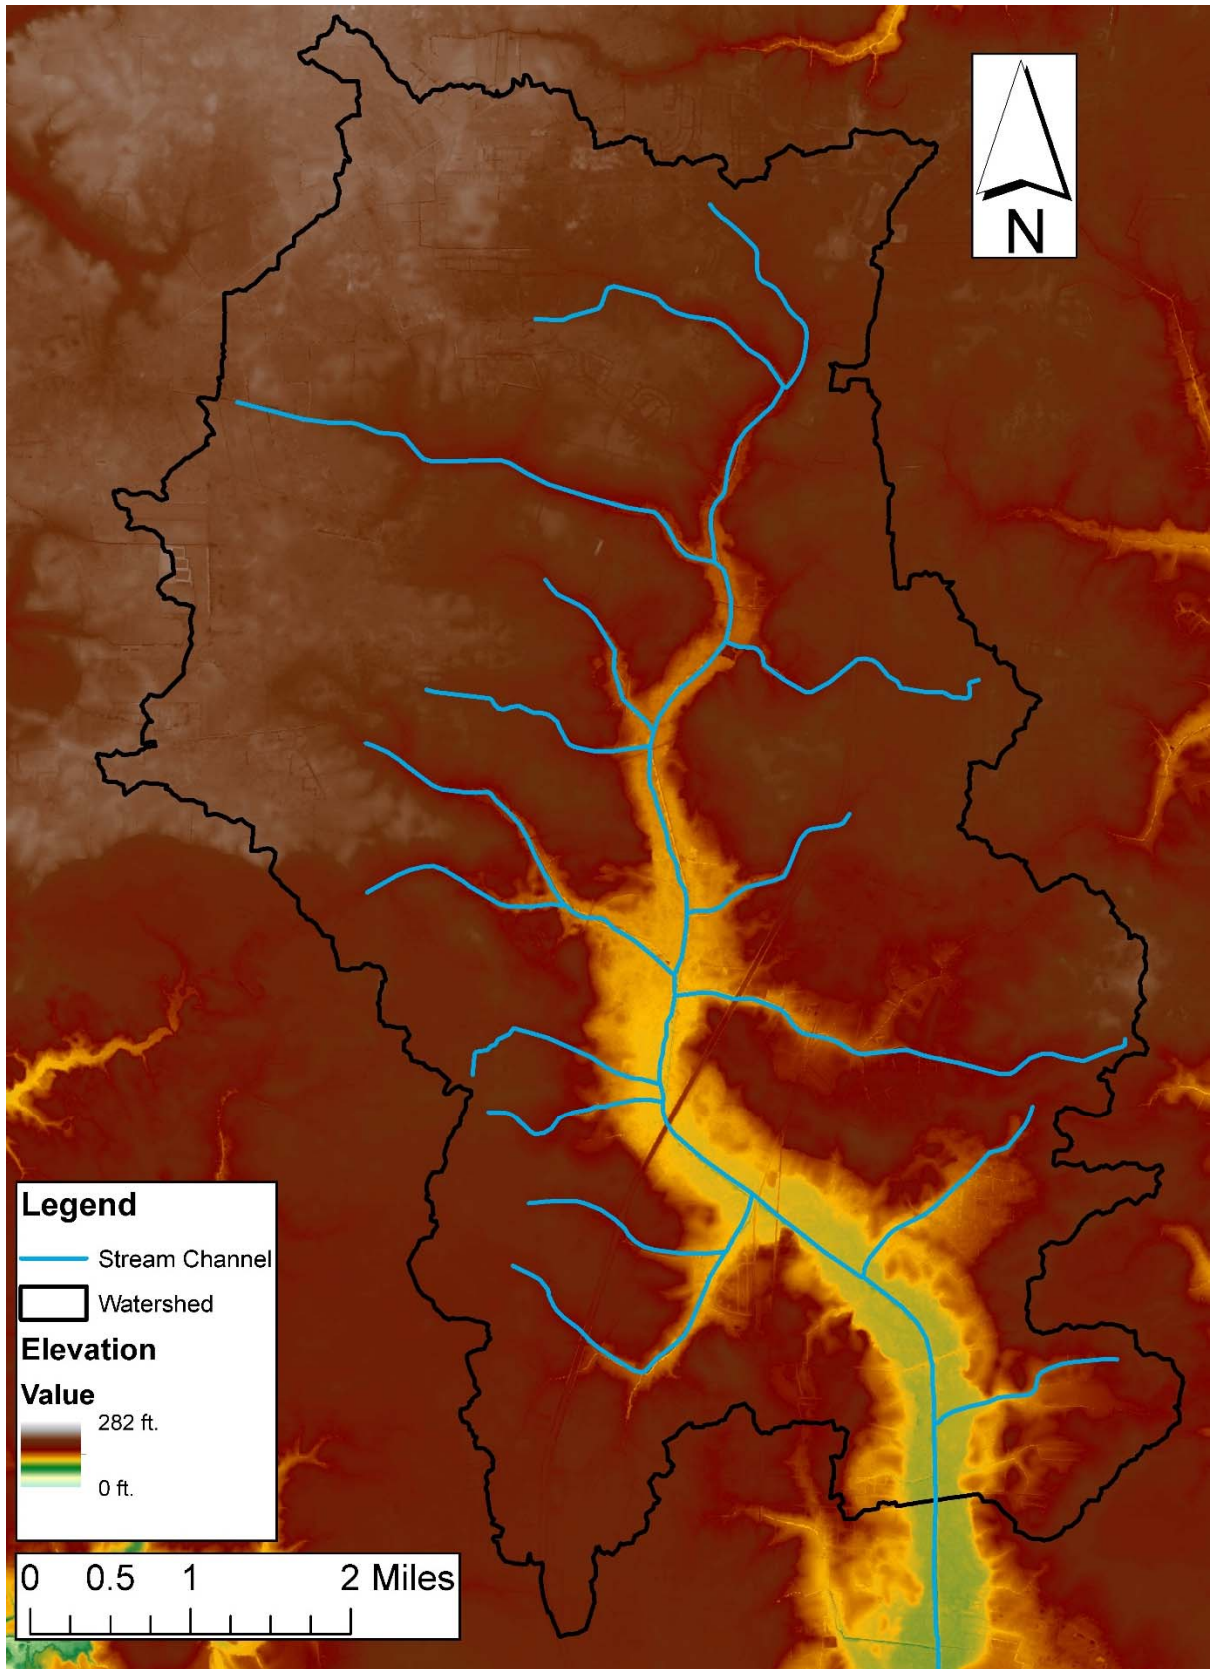 N
Legend
Stream Channel
Watershed
Elevation
Value
282 ft.
0 ft.
0 0.5 1 2 Miles